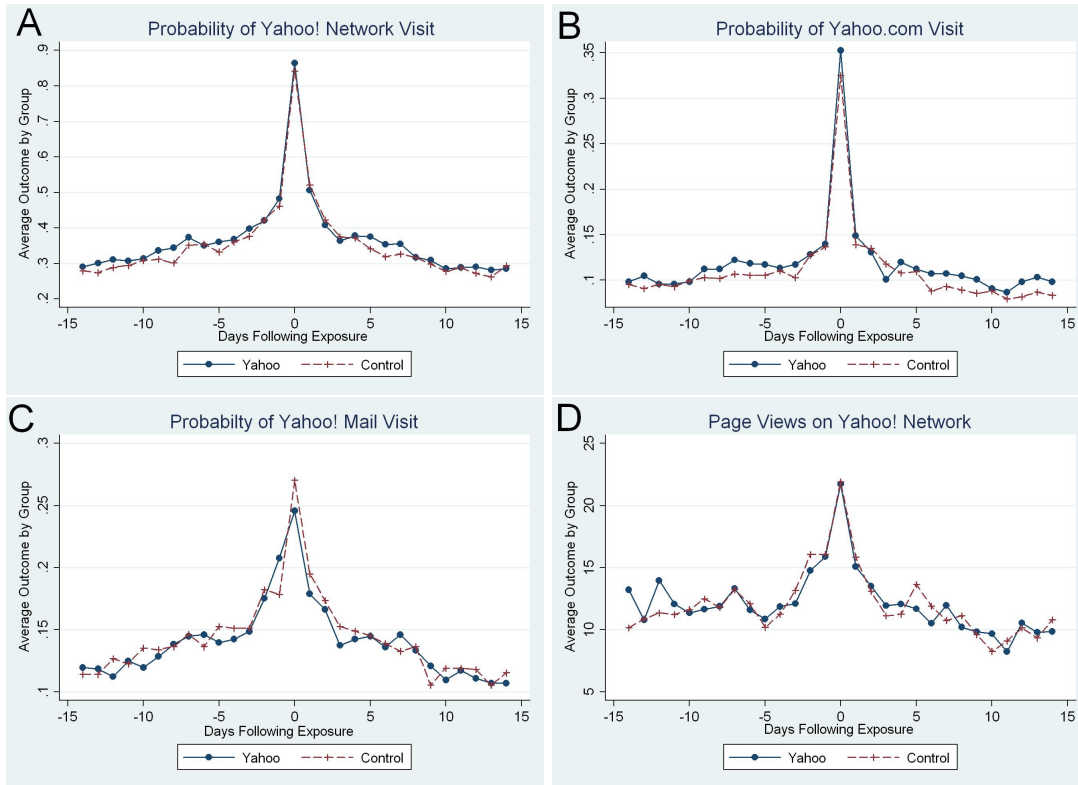 A
Probability of Yahoo! Network Visit
Average Outcome by Group
.9
.8
.7
.6
.5
.4
.3
.2
-15 -10 -5 0 5 10 15
Days Following Exposure
Yahoo Control
B
Probability of Yahoo.com Visit
Average Outcome by Group
.35
.3
.25
.2
.15
.1
-15 -10 -5 0 5 10 15
Days Following Exposure
Yahoo Control
C
Probabilty of Yahoo! Mail Visit
Average Outcome by Group
.3
.25
.2
.15
.1
-15 -10 -5 0 5 10 15
Days Following Exposure
Yahoo Control
D
Page Views on Yahoo! Network
Average Outcome by Group
25
20
15
10
5
-15 -10 -5 0 5 10 15
Days Following Exposure
Yahoo Control